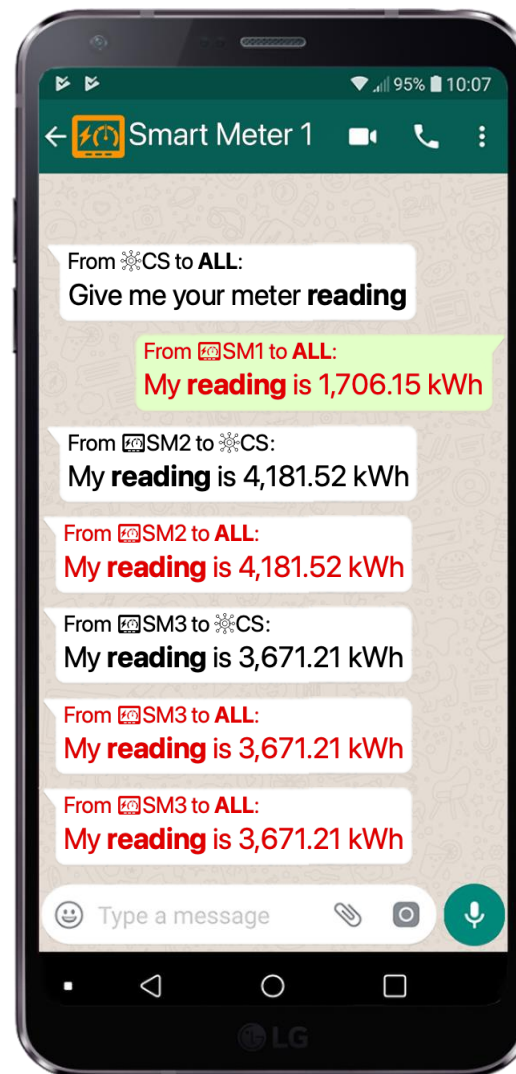 95% 10:07
Smart Meter 1
From CS to ALL:
Give me your meter reading
From SM1 to ALL:
My reading is 1,706.15 kWh
From SM2 to CS:
My reading is 4,181.52 kWh
From SM2 to ALL:
My reading is 4,181.52 kWh
From SM3 to CS:
My reading is 3,671.21 kWh
From SM3 to ALL:
My reading is 3,671.21 kWh
From SM3 to ALL:
My reading is 3,671.21 kWh
Type a message
LG